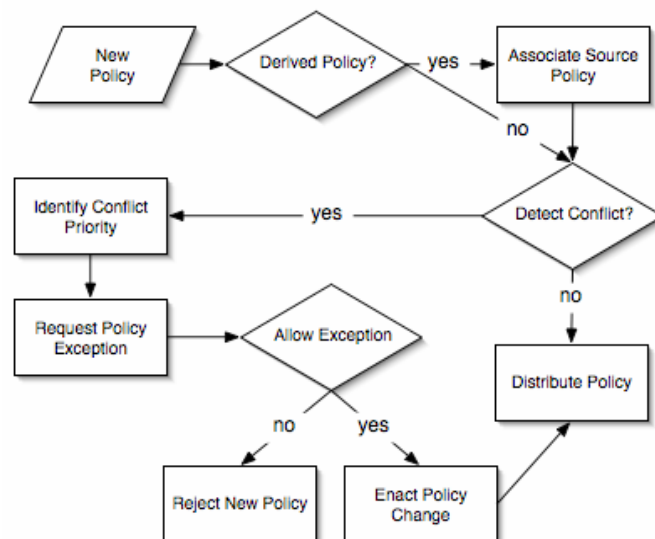 New
Policy
Derived Policy?
yes
Associate Source
Policy
no
Detect Conflict?
yes
Identify Conflict
Priority
no
Request Policy
Exception
Allow Exception
Distribute Policy
no
yes
Reject New Policy
Enact Policy
Change